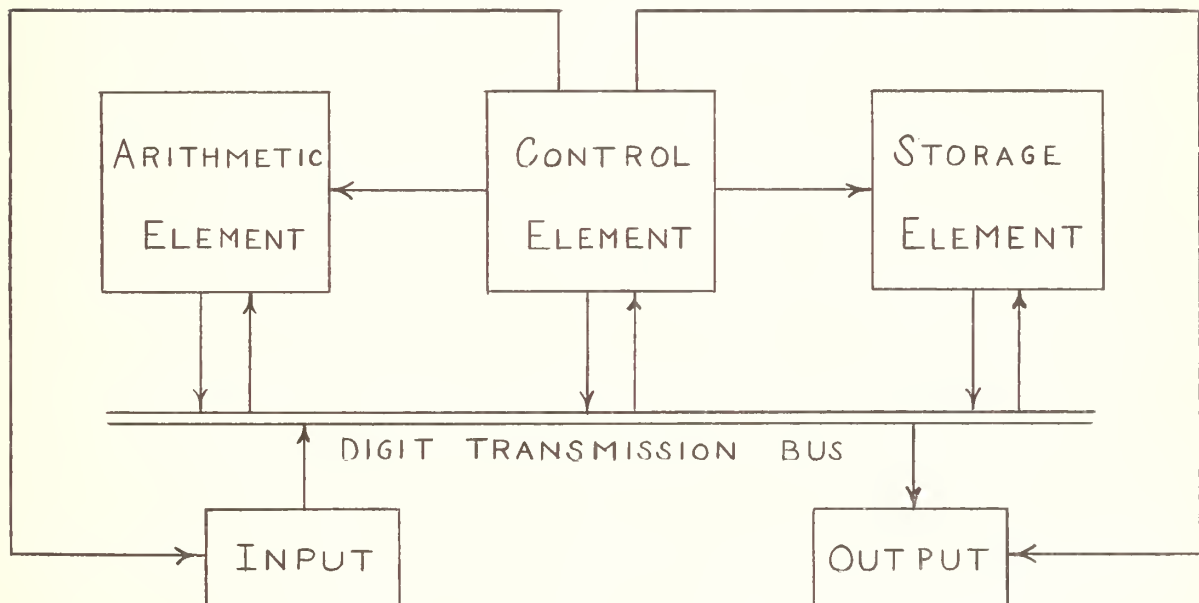 ARITHMETIC
ELEMENT
CONTROL
ELEMENT
STORAGE
ELEMENT
DIGIT TRANSMISSION BUS
INPUT
OUTPUT